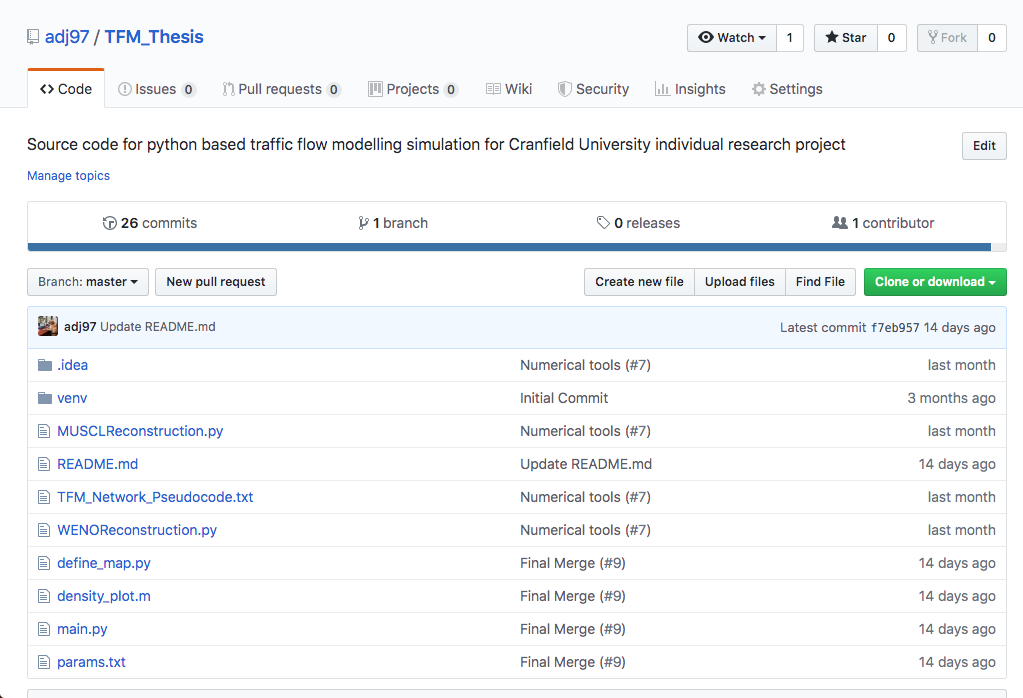 adj97 / TFM_Thesis
Watch 1 Star 0 Fork 0
Code Issues 0 Pull requests 0 Projects 0 Wiki Security Insights Settings
Source code for python based traffic flow modelling simulation for Cranfield University individual research project Edit
Manage topics
26 commits 1 branch 0 releases 1 contributor
Branch: master New pull request Create new file Upload files Find File Clone or download
adj97 Update README.md Latest commit f7eb957 14 days ago
.idea Numerical tools (#7) last month
venv Initial Commit 3 months ago
MUSCLReconstruction.py Numerical tools (#7) last month
README.md Update README.md 14 days ago
TFM_Network_Pseudocode.txt Numerical tools (#7) last month
WENOReconstruction.py Numerical tools (#7) last month
define_map.py Final Merge (#9) 14 days ago
density_plot.m Final Merge (#9) 14 days ago
main.py Final Merge (#9) 14 days ago
params.txt Final Merge (#9) 14 days ago